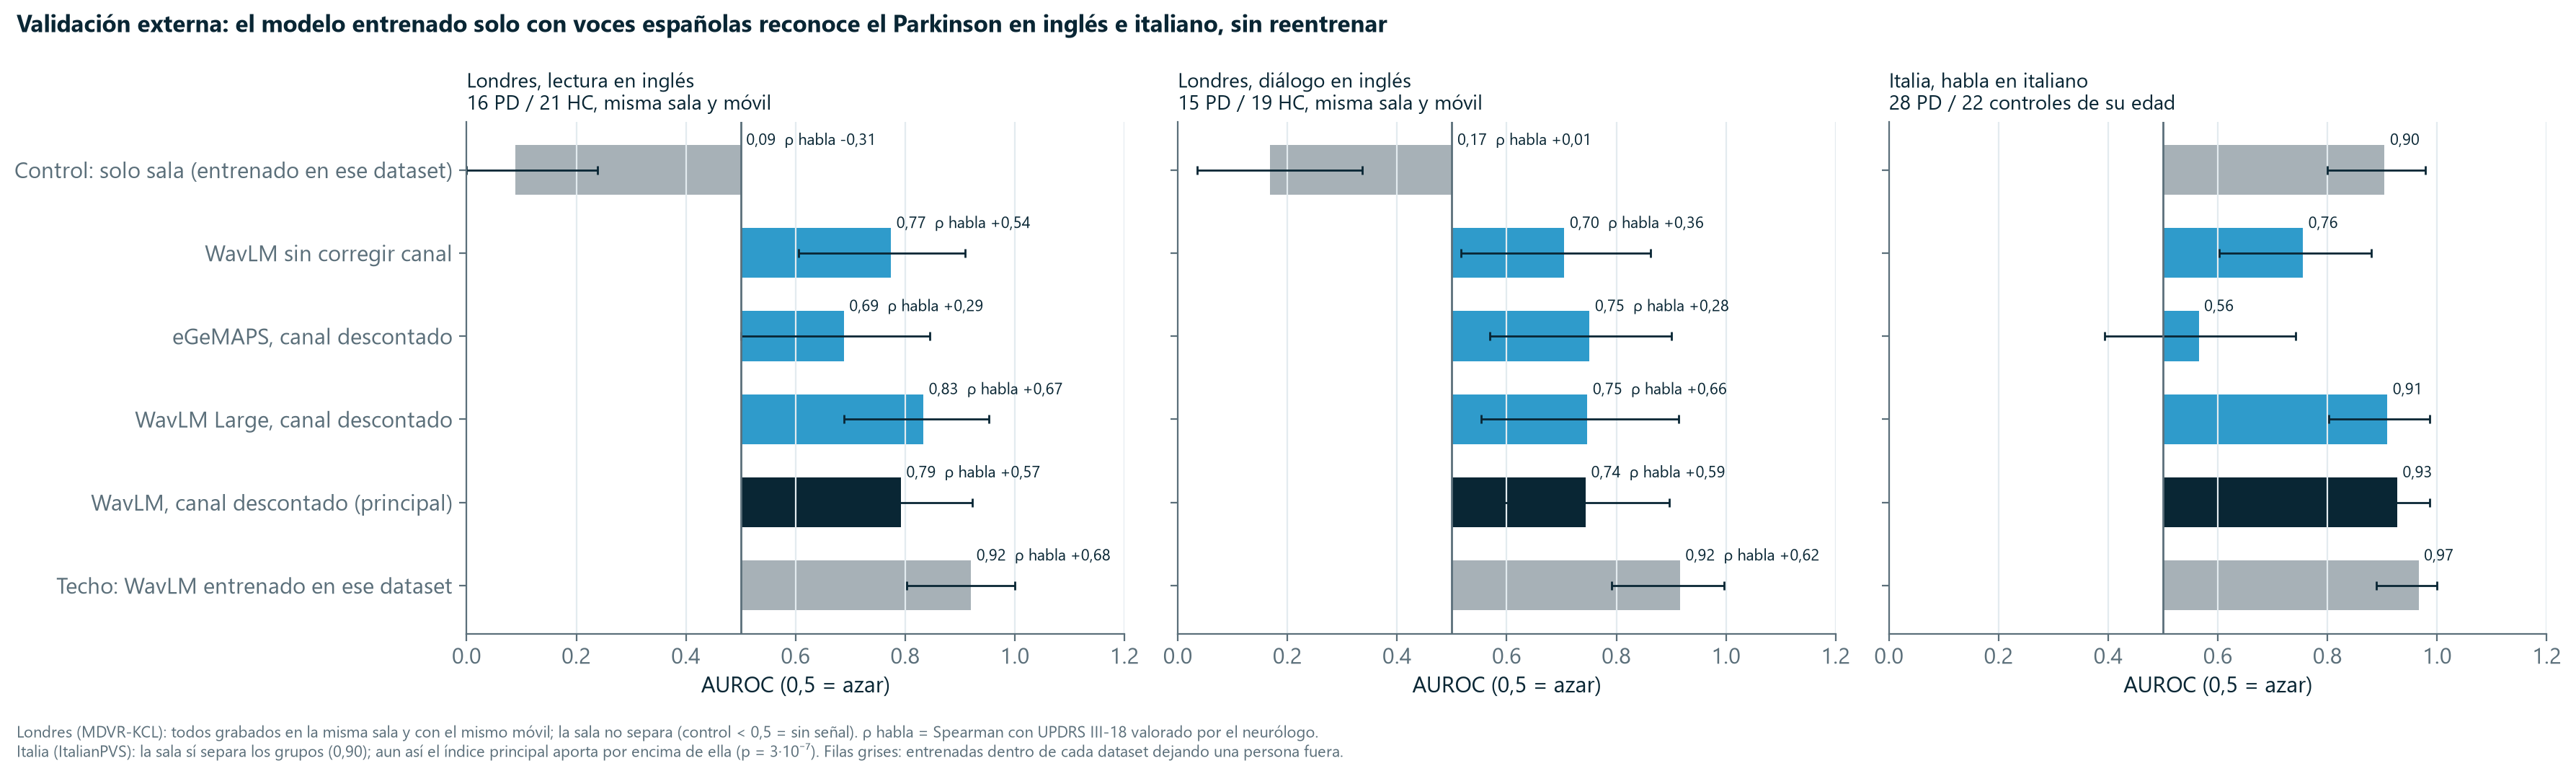 Validación externa: el modelo entrenado solo con voces españolas reconoce el Parkinson en inglés e italiano, sin reentrenar
Londres, lectura en inglés
16 PD / 21 HC, misma sala y móvil
Londres, diálogo en inglés
15 PD / 19 HC, misma sala y móvil
Italia, habla en italiano
28 PD / 22 controles de su edad
Control: solo sala (entrenado en ese dataset)
WavLM sin corregir canal
eGeMAPS, canal descontado
WavLM Large, canal descontado
WavLM, canal descontado (principal)
Techo: WavLM entrenado en ese dataset
0,09 ρ habla -0,31
0,77 ρ habla +0,54
0,69 ρ habla +0,29
0,83 ρ habla +0,67
0,79 ρ habla +0,57
0,92 ρ habla +0,68
0.0 0.2 0.4 0.6 0.8 1.0 1.2
AUROC (0,5 = azar)
0,17 ρ habla +0,01
0,70 ρ habla +0,36
0,75 ρ habla +0,28
0,75 ρ habla +0,66
0,74 ρ habla +0,59
0,92 ρ habla +0,62
0.0 0.2 0.4 0.6 0.8 1.0 1.2
AUROC (0,5 = azar)
0,90
0,76
0,56
0,91
0,93
0,97
0.0 0.2 0.4 0.6 0.8 1.0 1.2
AUROC (0,5 = azar)
Londres (MDVR-KCL): todos grabados en la misma sala y con el mismo móvil; la sala no separa (control < 0,5 = sin señal). ρ habla = Spearman con UPDRS III-18 valorado por el neurólogo.
Italia (ItalianPVS): la sala sí separa los grupos (0,90); aun así el índice principal aporta por encima de ella (p = 3·10⁻⁷). Filas grises: entrenadas dentro de cada dataset dejando una persona fuera.